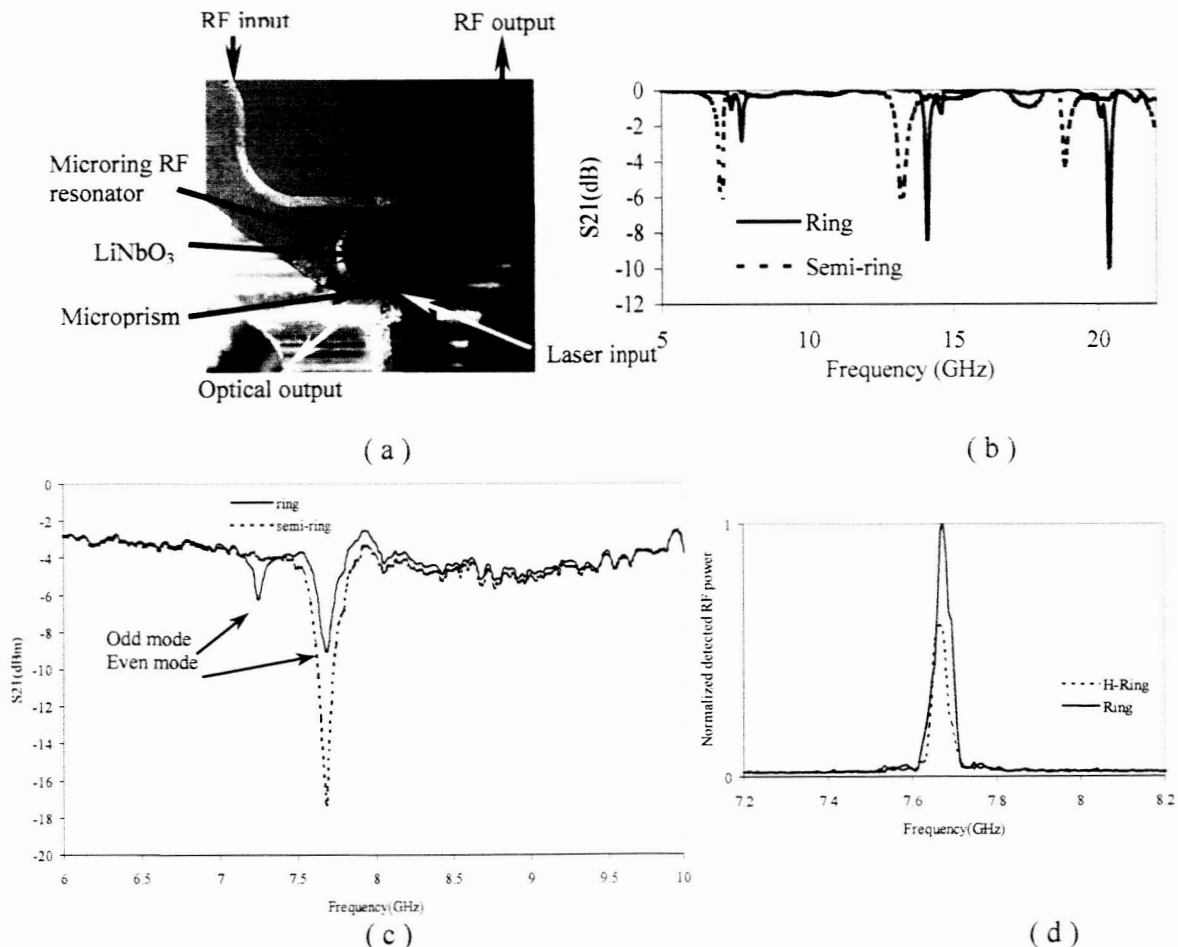 RF input
RF output
Microring RF
resonator
LiNbO₃
Microprism
Laser input
Optical output
( a )
0
-2
-4
-6
-8
-10
-12
S21(dB)
Ring
Semi-ring
5
10
15
20
Frequency (GHz)
( b )
0
-2
-4
-6
-8
-10
-12
-14
-16
-18
-20
S21(dBm)
ring
semi-ring
Odd mode
Even mode
6
6.5
7
7.5
8
8.5
9
9.5
10
Frequency(GHz)
( c )
1
0
Normalized detected RF power
H-Ring
Ring
7.2
7.4
7.6
7.8
8
8.2
Frequency(GHz)
( d )